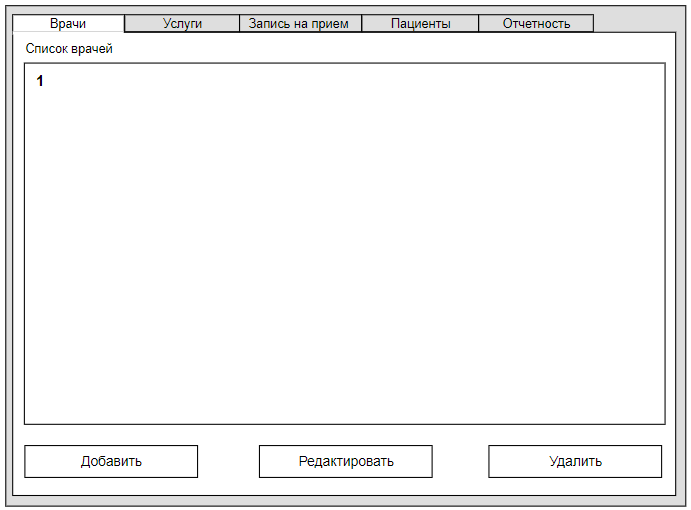 Врачи Услуги Запись на прием Пациенты Отчетность
Список врачей
1
Добавить Редактировать Удалить